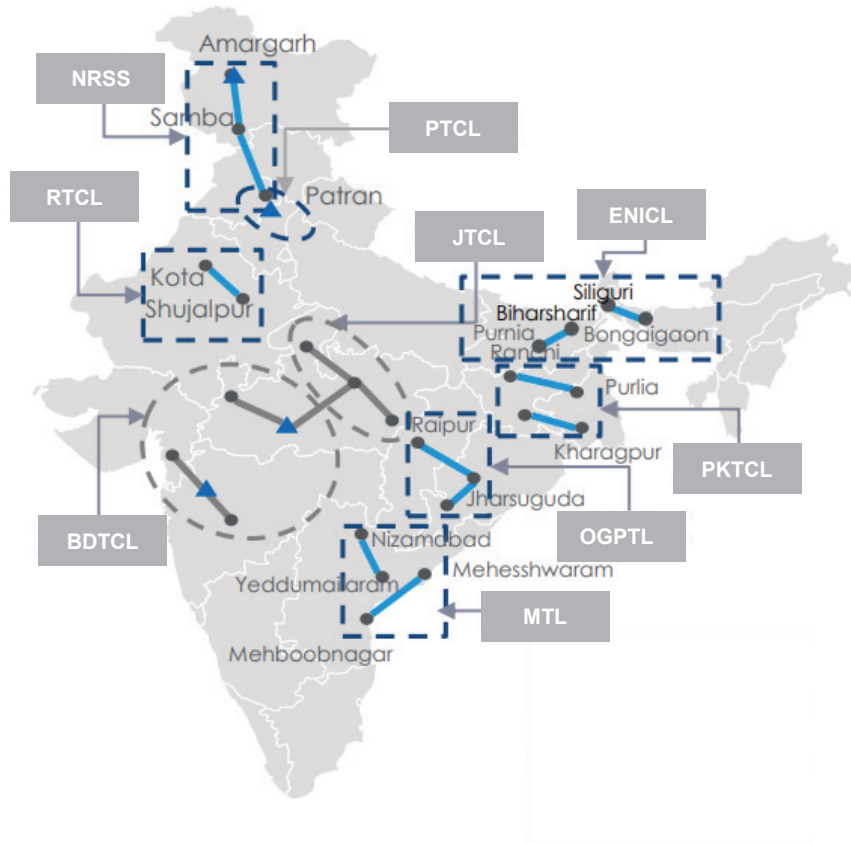 Amargarh
NRSS
Samba
PTCL
RTCL
Patran
ENICL
JTCL
Kota
Shujalpur
Siliguri
Biharsharif
Purnia
Bongaigaon
Ranchi
Purlia
Raipur
Kharagpur
PKTCL
Jharsuguda
BDTCL
Nizamabad
OGPTL
Yeddumailaram
Mehesshwaram
MTL
Mehboobnagar